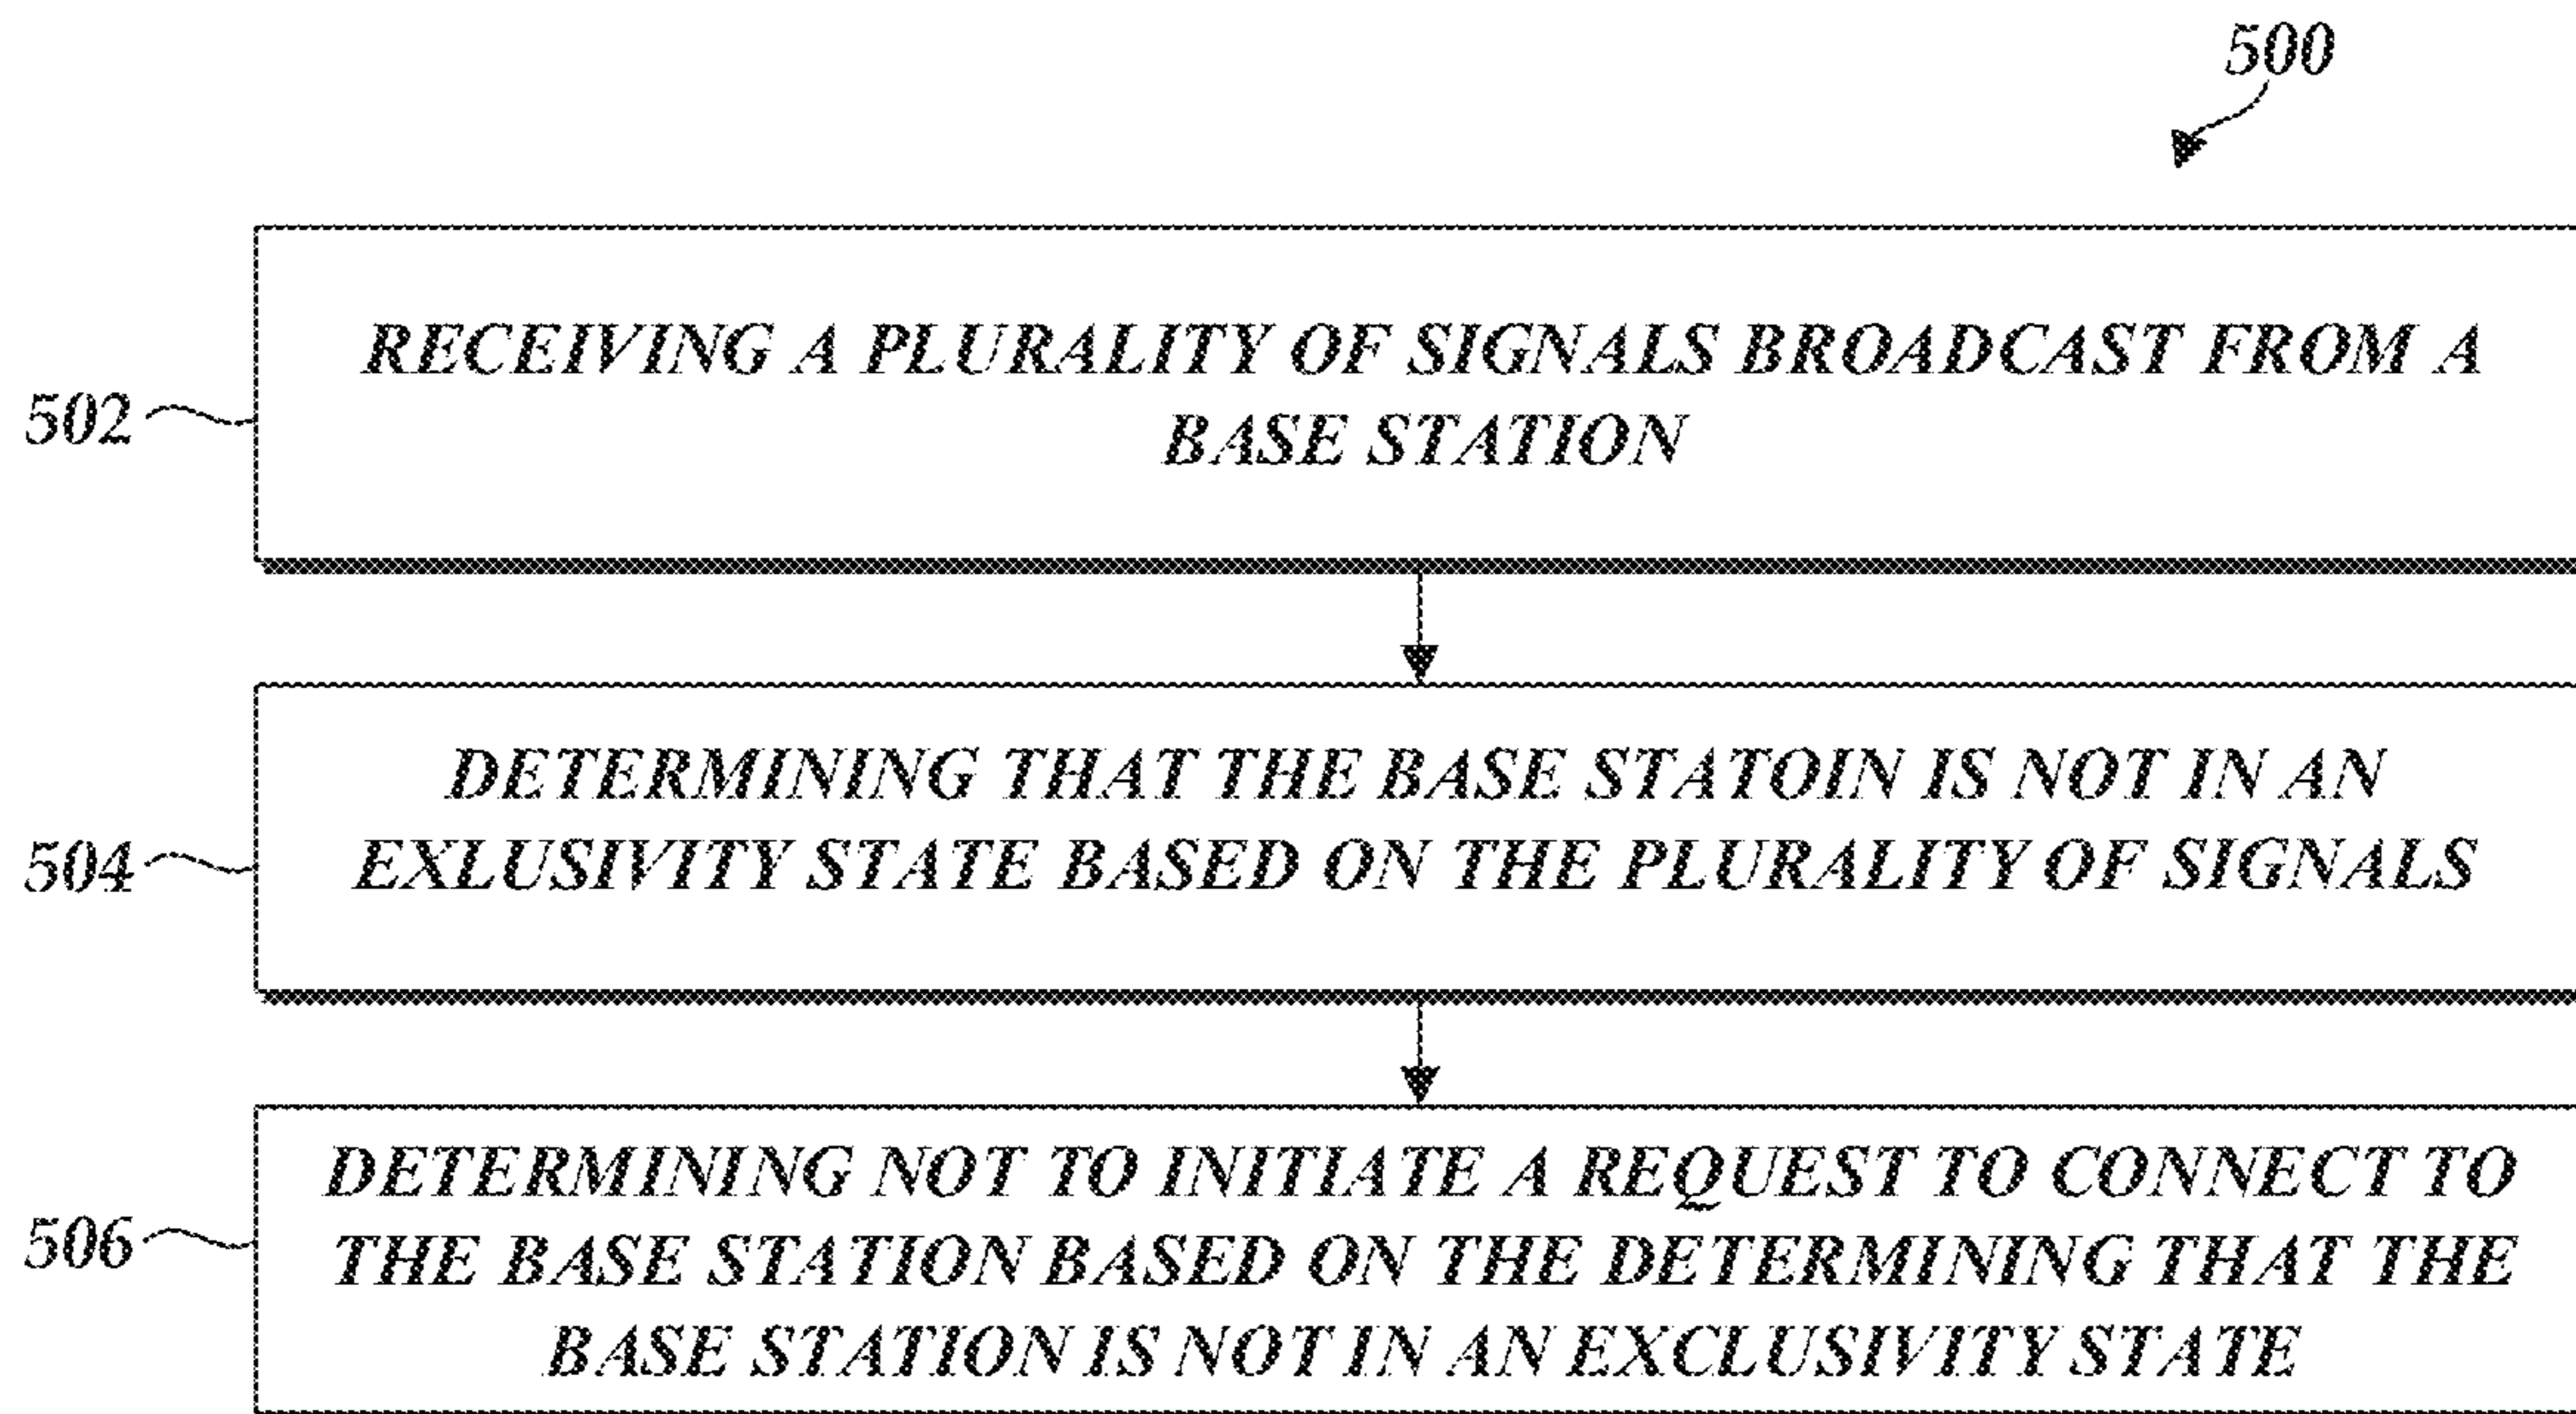 500
RECEIVING A PLURALITY OF SIGNALS BROADCAST FROM A
BASE STATION
502
DETERMINING THAT THE BASE STATOIN IS NOT IN AN
EXLUSIVITY STATE BASED ON THE PLURALITY OF SIGNALS
504
DETERMINING NOT TO INITIATE A REQUEST TO CONNECT TO
THE BASE STATION BASED ON THE DETERMINING THAT THE
BASE STATION IS NOT IN AN EXCLUSIVITY STATE
506